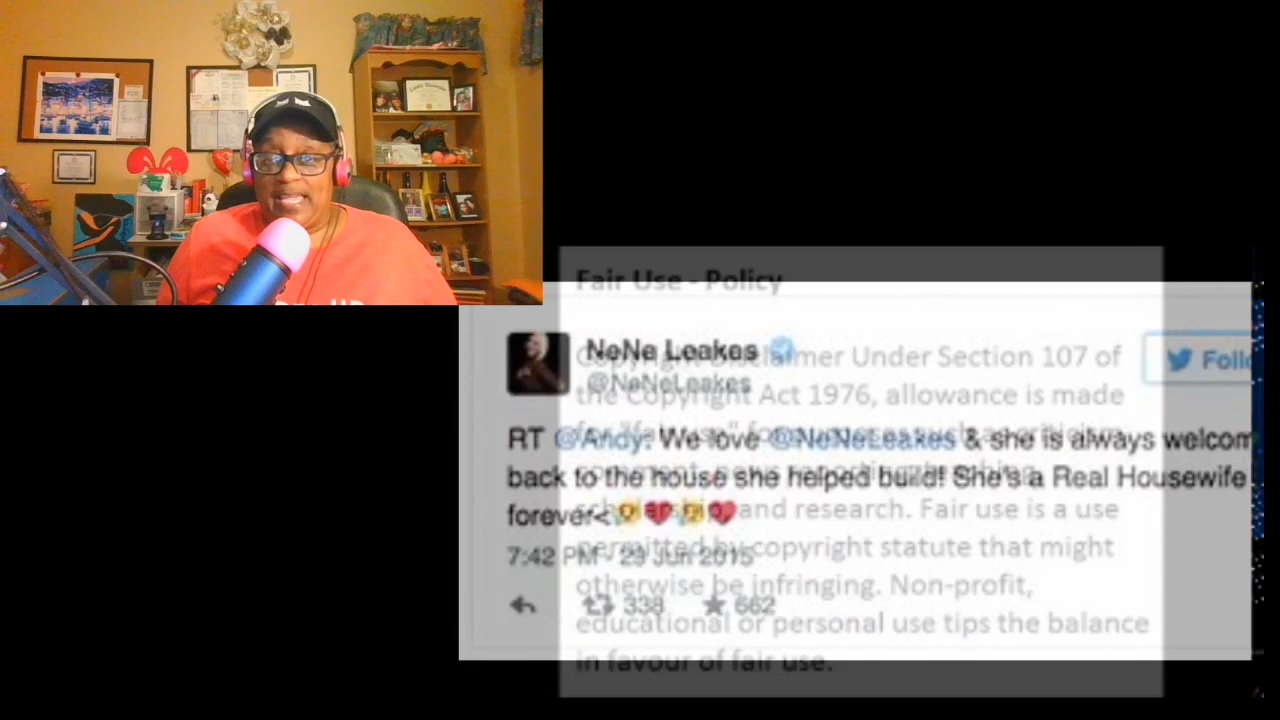 Fair Use - Policy
NeNe Leakes
@NeNeLeakes
Follo
Copyright Disclaimer Under Section 107 of
the Copyright Act 1976, allowance is made
for "fair use" for purposes such as criticism,
comment, news reporting, teaching,
scholarship, and research. Fair use is a use
permitted by copyright statute that might
otherwise be infringing. Non-profit,
educational or personal use tips the balance
in favour of fair use.
RT @Andy: We love @NeNeLeakes & she is always welcom
back to the house she helped build! She's a Real Housewife
forever<🤗❤️🤗❤️
7:42 PM - 23 Jun 2015
338 662